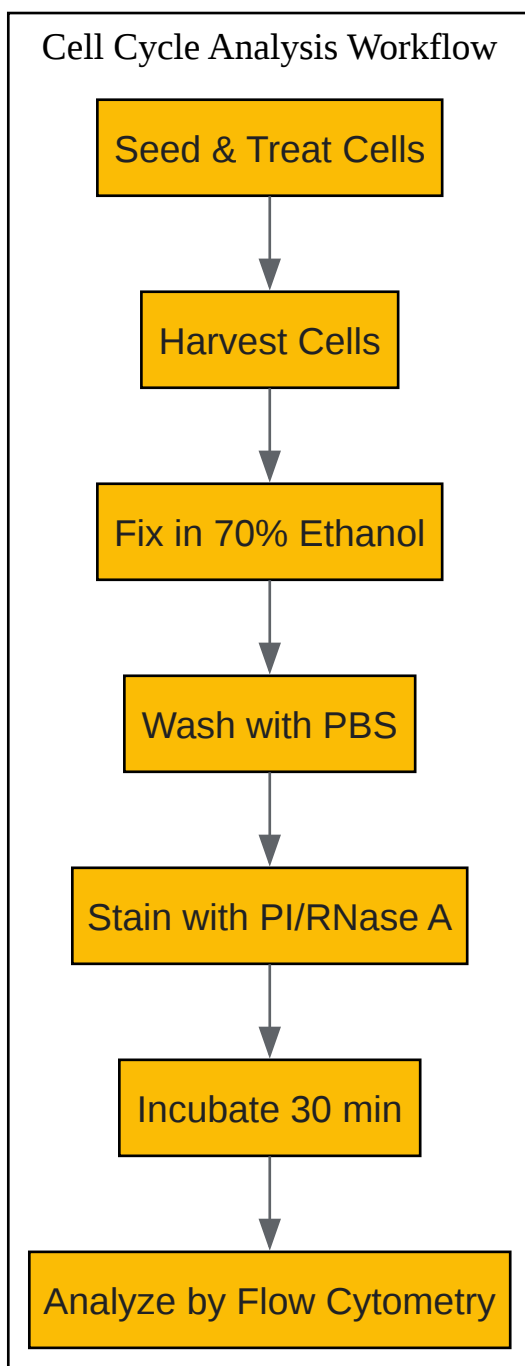 Cell Cycle Analysis Workflow
Seed & Treat Cells
Harvest Cells
Fix in 70% Ethanol
Wash with PBS
Stain with PI/RNase A
Incubate 30 min
Analyze by Flow Cytometry